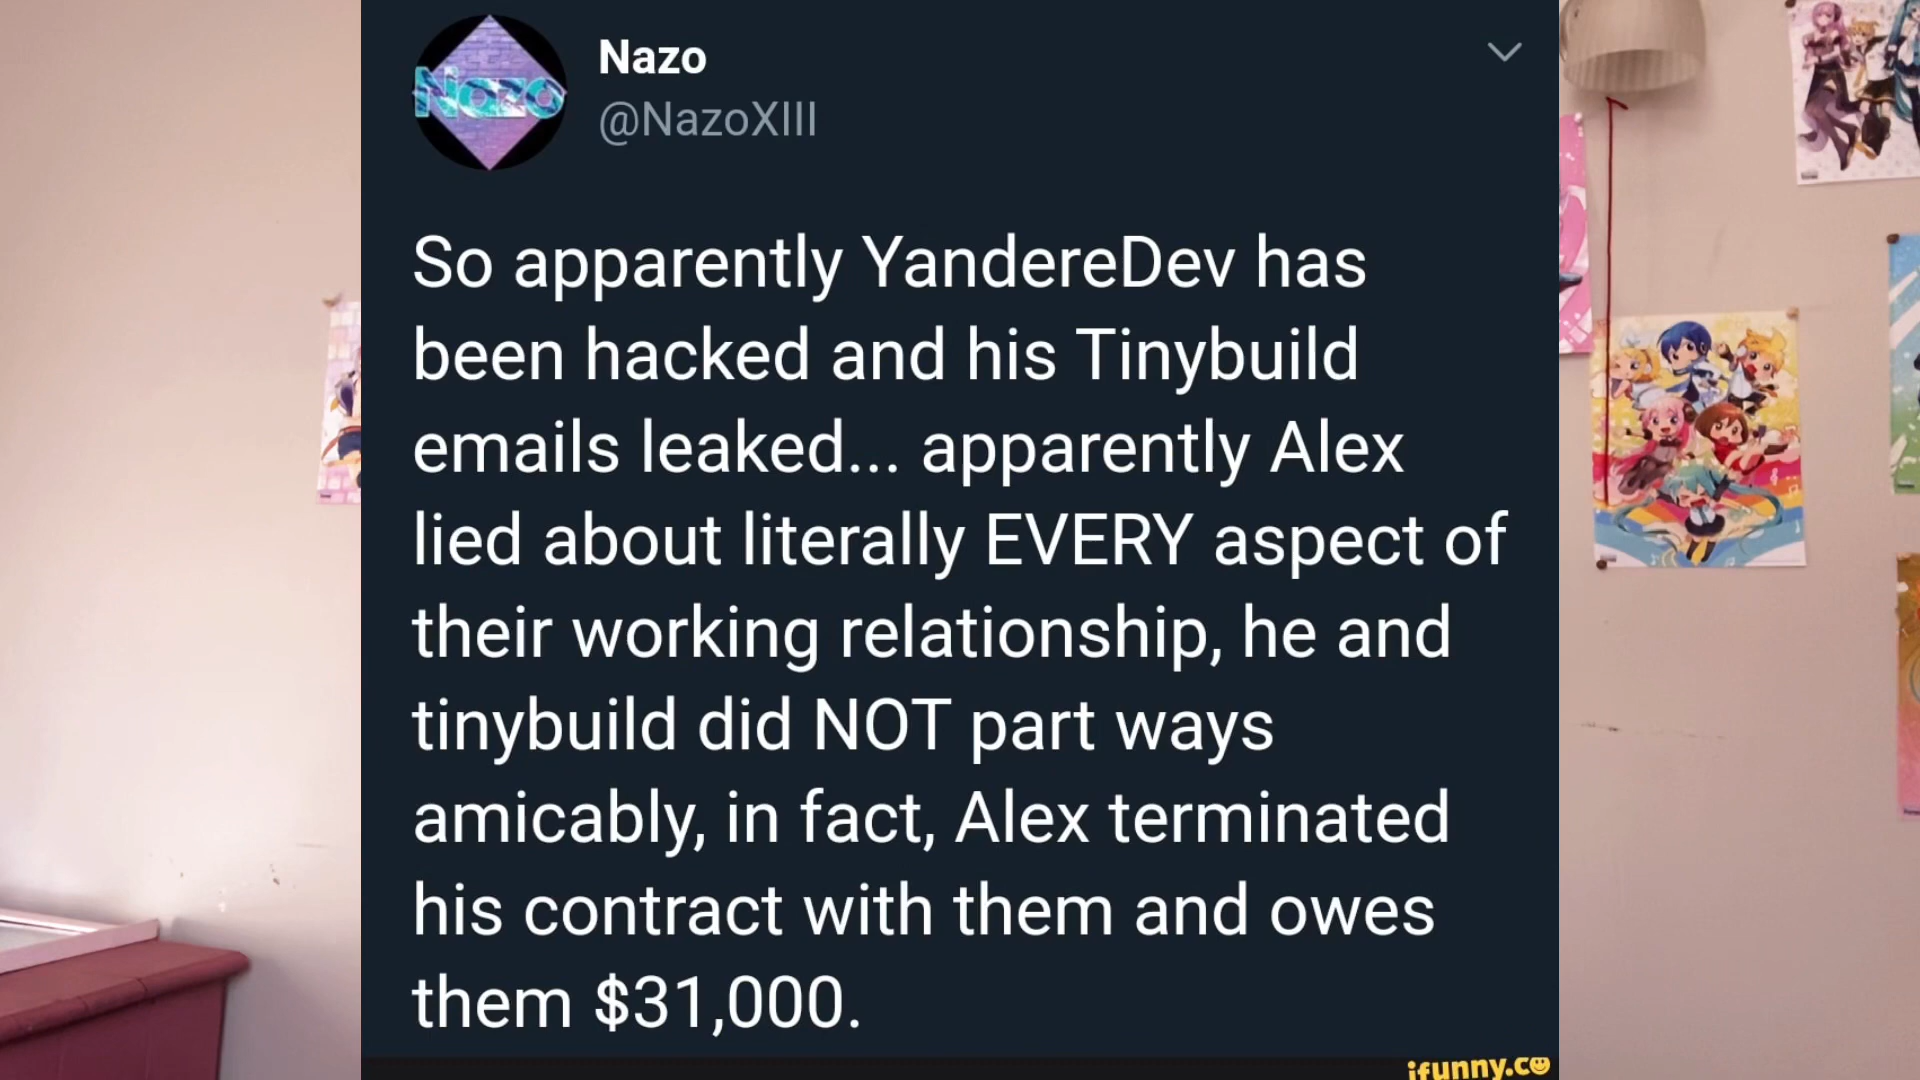 Nazo
Nazo
@NazoXIII
So apparently YandereDev has
been hacked and his Tinybuild
emails leaked... apparently Alex
lied about literally EVERY aspect of
their working relationship, he and
tinybuild did NOT part ways
amicably, in fact, Alex terminated
his contract with them and owes
them $31,000.
ifunny.co